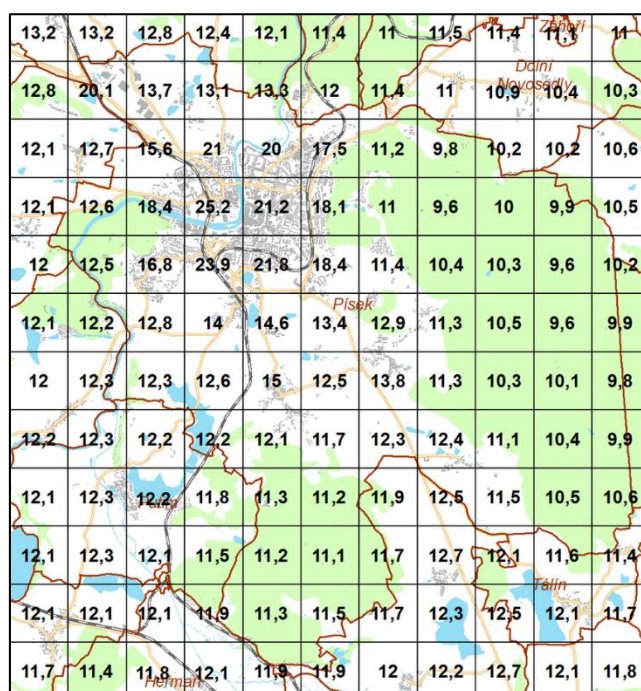 13,2 13,2 12,8 12,4 12,1 11,4 11 11,5 11,4 11,1 11
Záhoří
Dolní
Novosedly
12,8 20,1 13,7 13,1 13,3 12 11,4 11 10,9 10,4 10,3
12,1 12,7 15,6 21 20 17,5 11,2 9,8 10,2 10,2 10,6
12,1 12,6 18,4 25,2 21,2 18,1 11 9,6 10 9,9 10,5
12 12,5 16,8 23,9 21,8 18,4 11,4 10,4 10,3 9,6 10,2
Písek
12,1 12,2 12,8 14 14,6 13,4 12,9 11,3 10,5 9,6 9,9
12 12,3 12,3 12,6 15 12,5 13,8 11,3 10,3 10,1 9,8
12,2 12,3 12,2 12,2 12,1 11,7 12,3 12,4 11,1 10,4 9,9
12,1 12,3 12,2 11,8 11,3 11,2 11,9 12,5 11,5 10,5 10,6
Putim
12,1 12,3 12,1 11,5 11,2 11,1 11,7 12,7 12,1 11,6 11,4
Tálín
12,1 12,1 12,1 11,9 11,3 11,5 11,7 12,3 12,5 12,1 11,7
11,7 11,4 11,8 12,1 11,9 11,9 12 12,2 12,7 12,1 11,8
Heřmaň